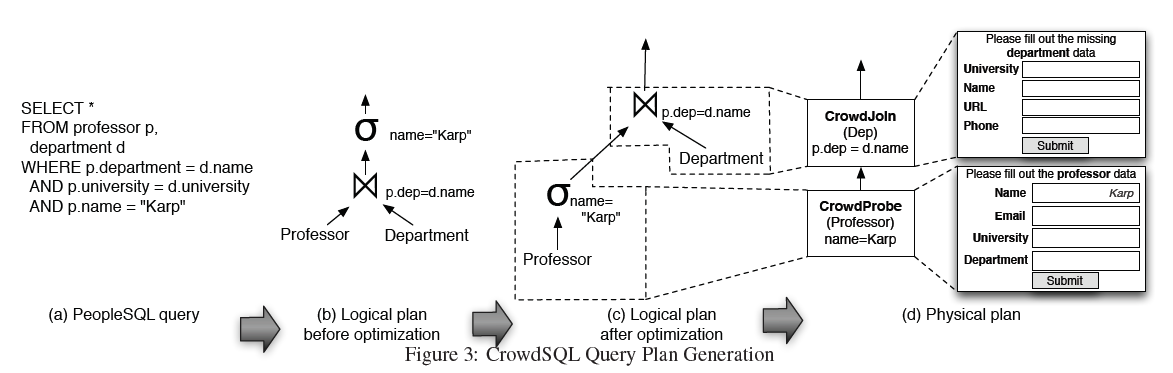 SELECT *
FROM professor p,
department d
WHERE p.department = d.name
AND p.university = d.university
AND p.name = "Karp"
(a) PeopleSQL query
σ name="Karp"
⋈ p.dep=d.name
Professor
Department
(b) Logical plan
before optimization
⋈ p.dep=d.name
Department
σ name=
"Karp"
Professor
(c) Logical plan
after optimization
CrowdJoin
(Dep)
p.dep = d.name
CrowdProbe
(Professor)
name=Karp
Please fill out the missing
department data
University
Name
URL
Phone
Submit
Please fill out the professor data
Name Karp
Email
University
Department
Submit
(d) Physical plan
Figure 3: CrowdSQL Query Plan Generation